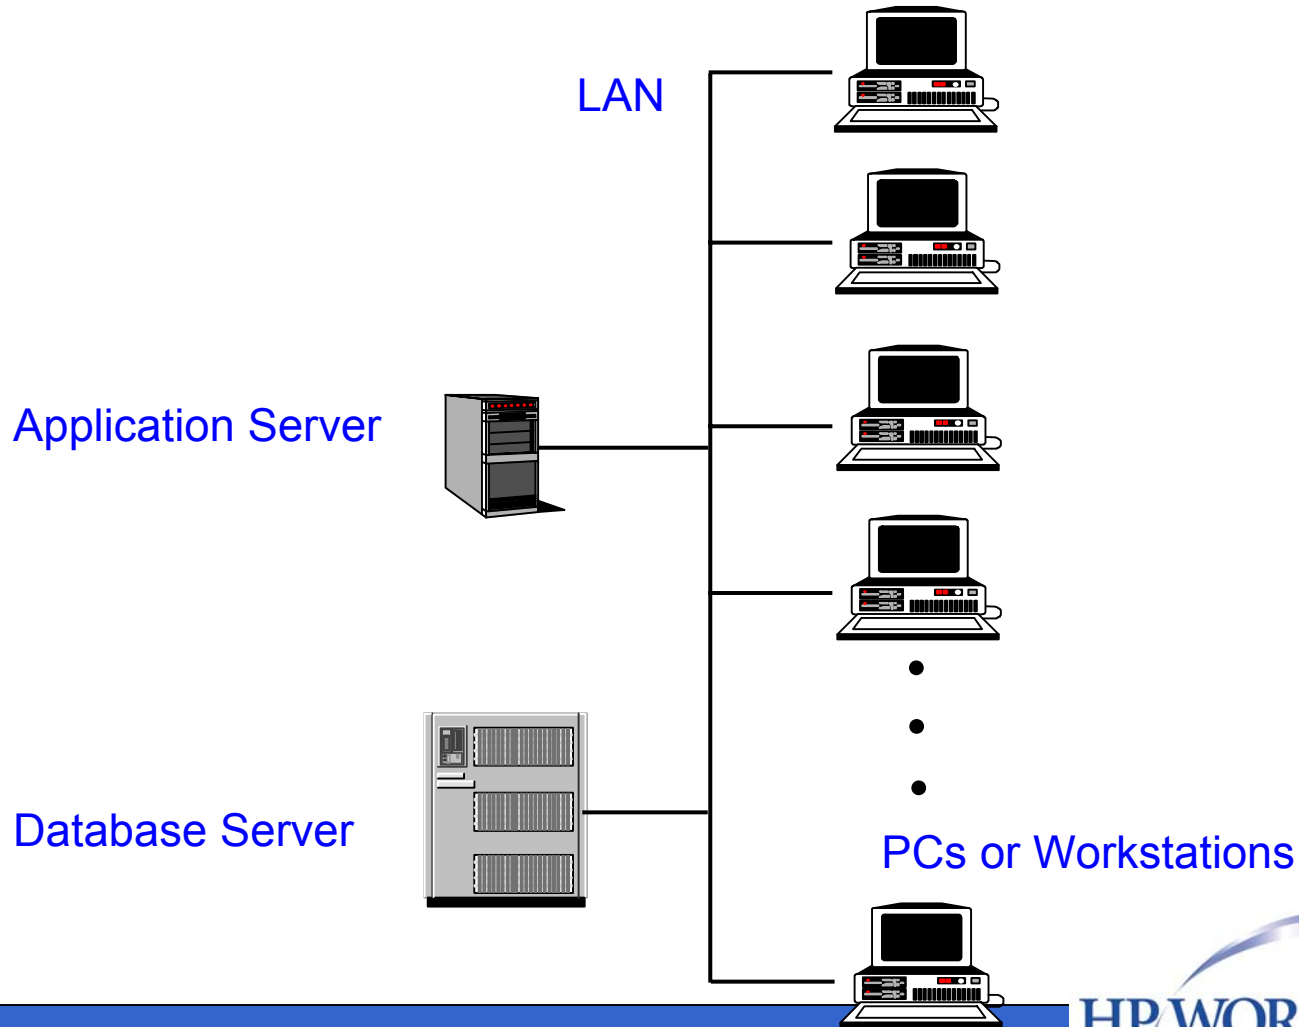 LAN
Application Server
Database Server
PCs or Workstations